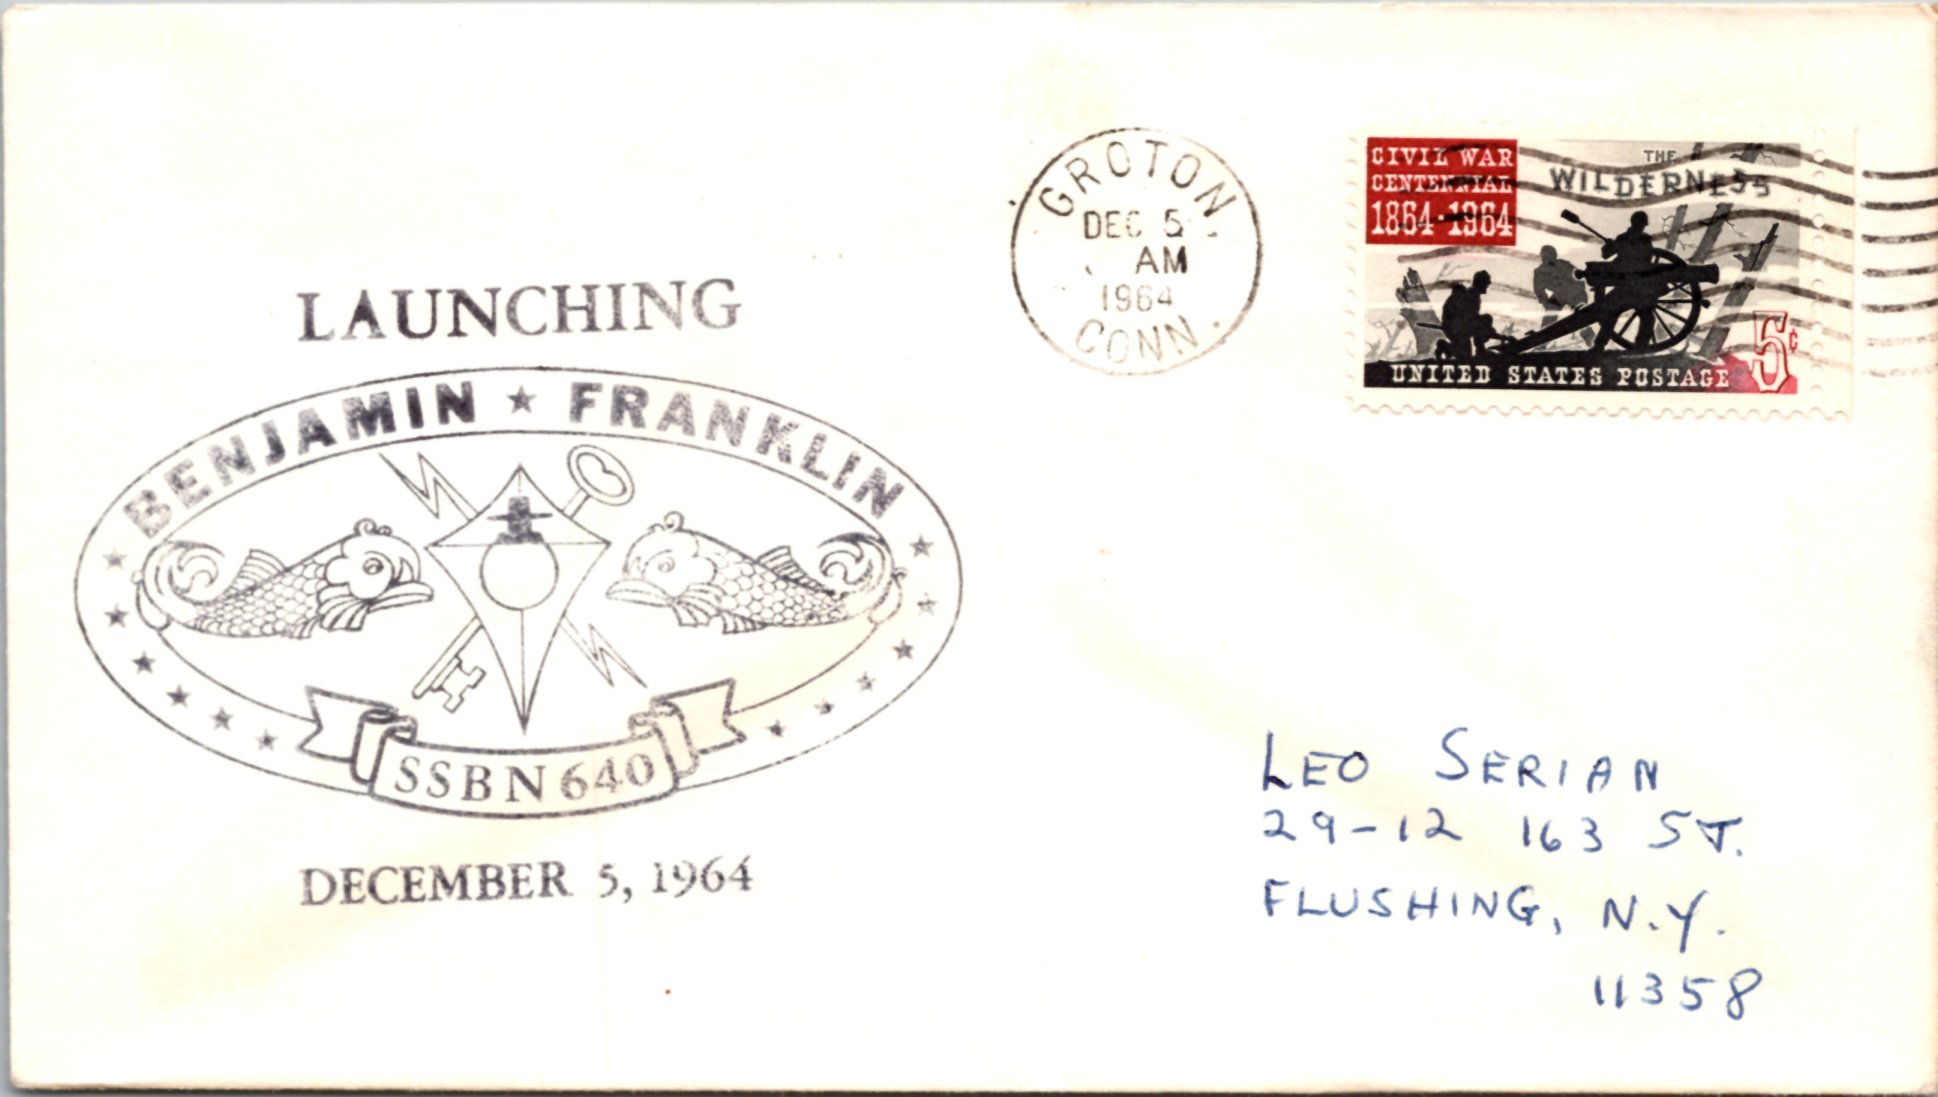 LAUNCHING
BENJAMIN ★ FRANKLIN
SSBN 640
DECEMBER 5, 1964
GROTON,
DEC 5
AM
1964
CONN.
CIVIL WAR
CENTENNIAL
1864-1964
THE
WILDERNESS
5¢
UNITED STATES POSTAGE
LEO SERIAN
29-12 163 ST.
FLUSHING, N.Y.
11358